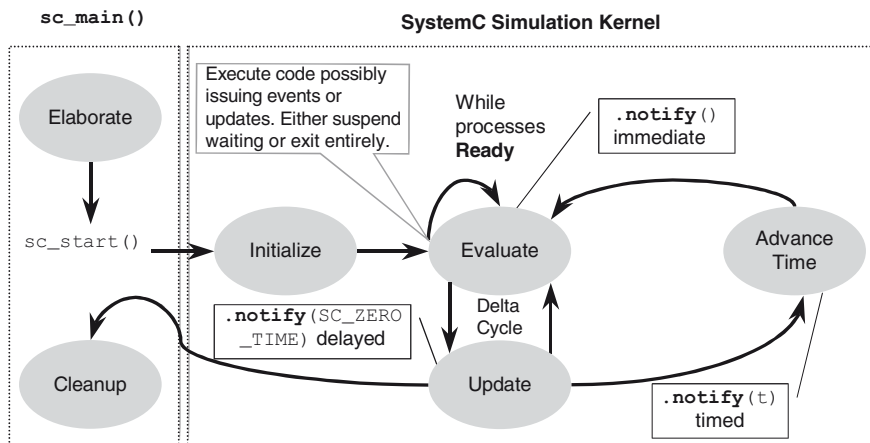 sc_main()
SystemC Simulation Kernel
Elaborate
sc_start()
Cleanup
Execute code possibly
issuing events or
updates. Either suspend
waiting or exit entirely.
While
processes
Ready
.notify()
immediate
Initialize
Evaluate
Advance
Time
.notify(SC_ZERO
_TIME) delayed
Delta
Cycle
Update
.notify(t)
timed